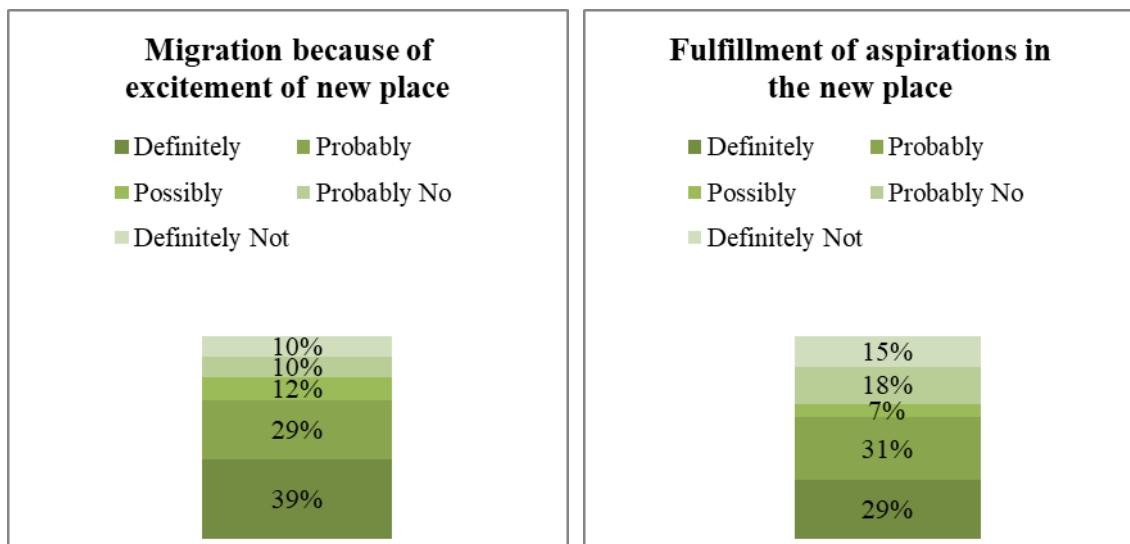 Migration because of
excitement of new place
Definitely
Probably
Possibly
Probably No
Definitely Not
10%
10%
12%
29%
39%
Fulfillment of aspirations in
the new place
Definitely
Probably
Possibly
Probably No
Definitely Not
15%
18%
7%
31%
29%